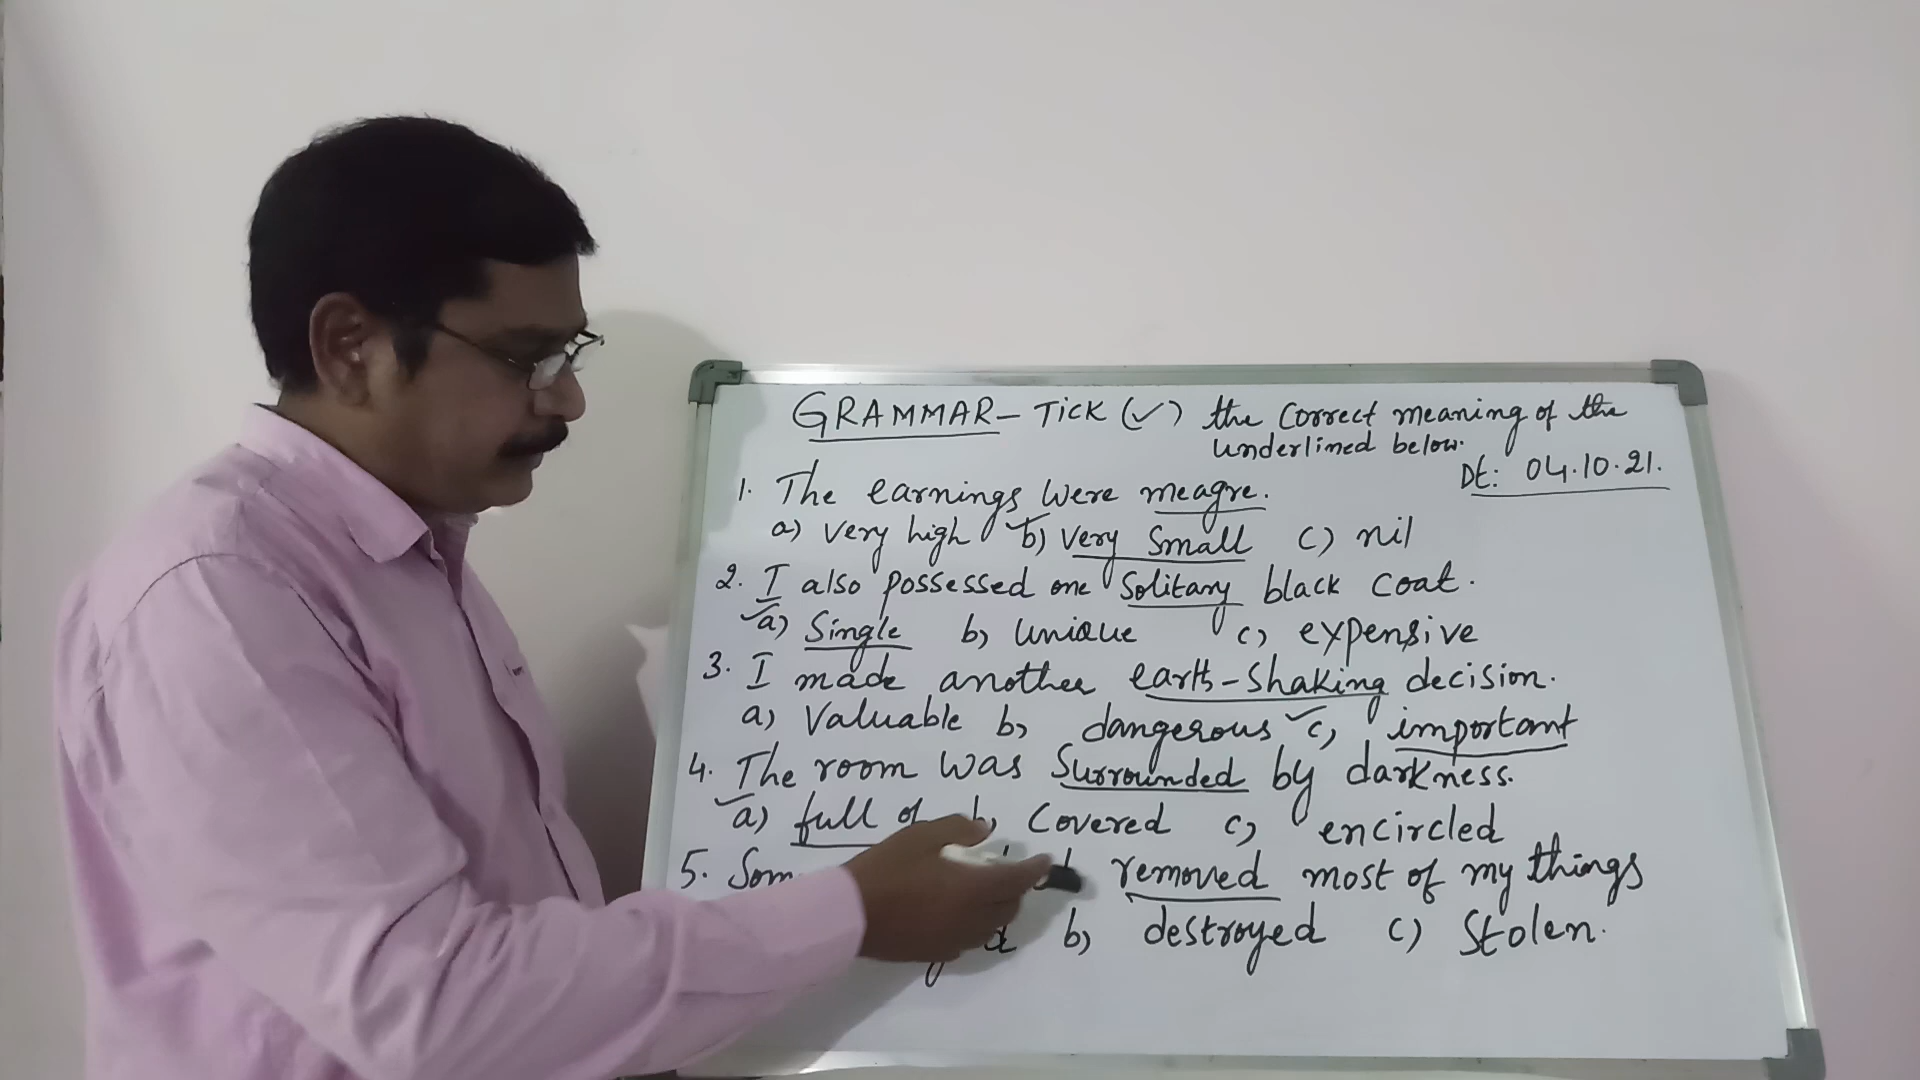 GRAMMAR - TICK (✓) the correct meaning of the
underlined below.
Dt: 04.10.21.
1. The earnings were meagre.
a) very high b) very small c) nil
2. I also possessed one solitary black coat.
a) Single b) unique c) expensive
3. I made another earth-shaking decision.
a) Valuable b) dangerous c) important
4. The room was surrounded by darkness.
a) full of b) covered c) encircled
5. removed most of my things
b) destroyed c) stolen.